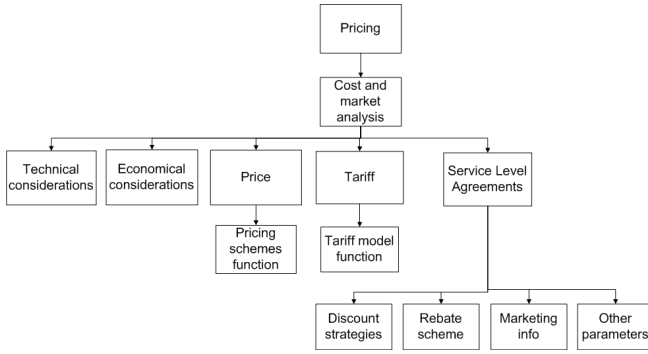 Pricing
Cost and
market
analysis
Technical
considerations
Economical
considerations
Price
Tariff
Service Level
Agreements
Pricing
schemes
function
Tariff model
function
Discount
strategies
Rebate
scheme
Marketing
info
Other
parameters